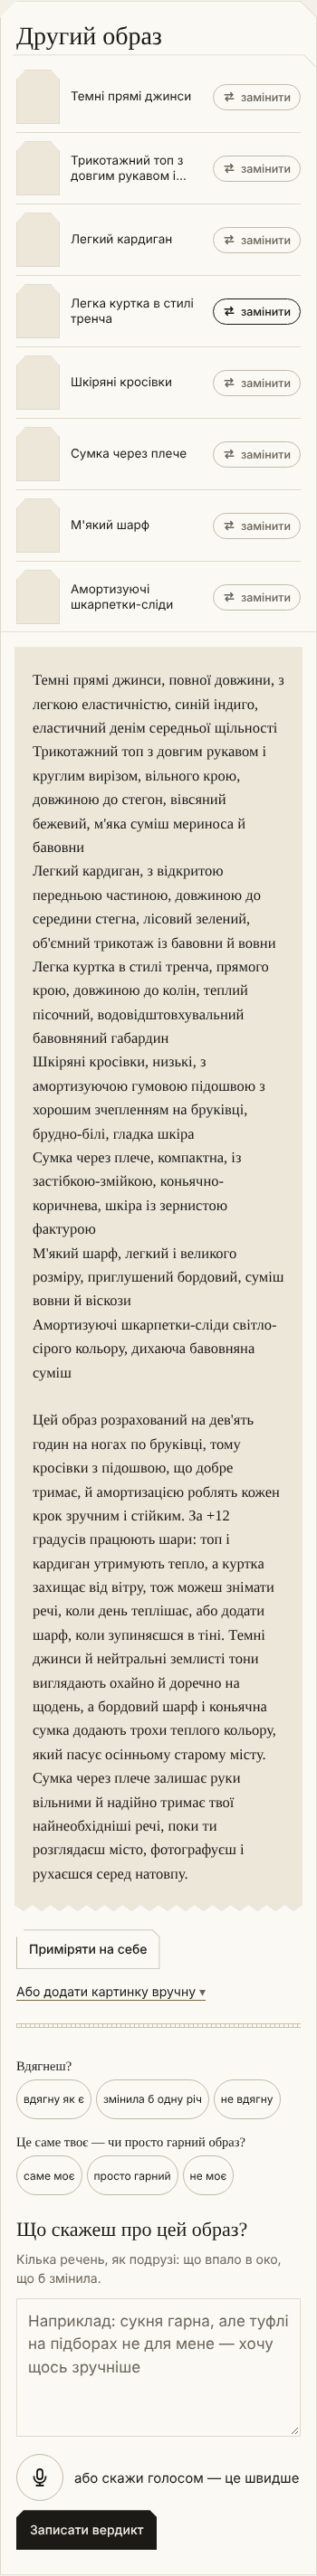 Другий образ
Темні прямі джинси
⇄ замінити
Трикотажний топ з
довгим рукавом і...
⇄ замінити
Легкий кардиган
⇄ замінити
Легка куртка в стилі
тренча
⇄ замінити
Шкіряні кросівки
⇄ замінити
Сумка через плече
⇄ замінити
М'який шарф
⇄ замінити
Амортизуючі
шкарпетки-сліди
⇄ замінити
Темні прямі джинси, повної довжини, з
легкою еластичністю, синій індиго,
еластичний денім середньої щільності
Трикотажний топ з довгим рукавом і
круглим вирізом, вільного крою,
довжиною до стегон, вівсяний
бежевий, м'яка суміш мериноса й
бавовни
Легкий кардиган, з відкритою
передньою частиною, довжиною до
середини стегна, лісовий зелений,
об'ємний трикотаж із бавовни й вовни
Легка куртка в стилі тренча, прямого
крою, довжиною до колін, теплий
пісочний, водовідштовхувальний
бавовняний габардин
Шкіряні кросівки, низькі, з
амортизуючою гумовою підошвою з
хорошим зчепленням на бруківці,
брудно-білі, гладка шкіра
Сумка через плече, компактна, із
застібкою-змійкою, коньячно-
коричнева, шкіра із зернистою
фактурою
М'який шарф, легкий і великого
розміру, приглушений бордовий, суміш
вовни й віскози
Амортизуючі шкарпетки-сліди світло-
сірого кольору, дихаюча бавовняна
суміш
Цей образ розрахований на дев'ять
годин на ногах по бруківці, тому
кросівки з підошвою, що добре
тримає, й амортизацією роблять кожен
крок зручним і стійким. За +12
градусів працюють шари: топ і
кардиган утримують тепло, а куртка
захищає від вітру, тож можеш знімати
речі, коли день теплішає, або додати
шарф, коли зупиняєшся в тіні. Темні
джинси й нейтральні землисті тони
виглядають охайно й доречно на
щодень, а бордовий шарф і коньячна
сумка додають трохи теплого кольору,
який пасує осінньому старому місту.
Сумка через плече залишає руки
вільними й надійно тримає твої
найнеобхідніші речі, поки ти
розглядаєш місто, фотографуєш і
рухаєшся серед натовпу.
Приміряти на себе
Або додати картинку вручну ▾
Вдягнеш?
вдягну як є
змінила б одну річ
не вдягну
Це саме твоє — чи просто гарний образ?
саме моє
просто гарний
не моє
Що скажеш про цей образ?
Кілька речень, як подрузі: що впало в око,
що б змінила.
Наприклад: сукня гарна, але туфлі
на підборах не для мене — хочу
щось зручніше
або скажи голосом — це швидше
Записати вердикт